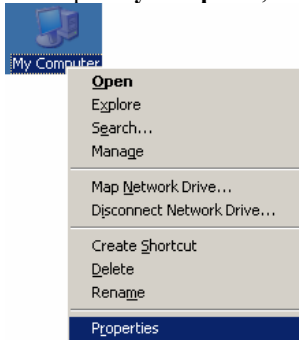 My Computer
Open
Explore
Search...
Manage
Map Network Drive...
Disconnect Network Drive...
Create Shortcut
Delete
Rename
Properties